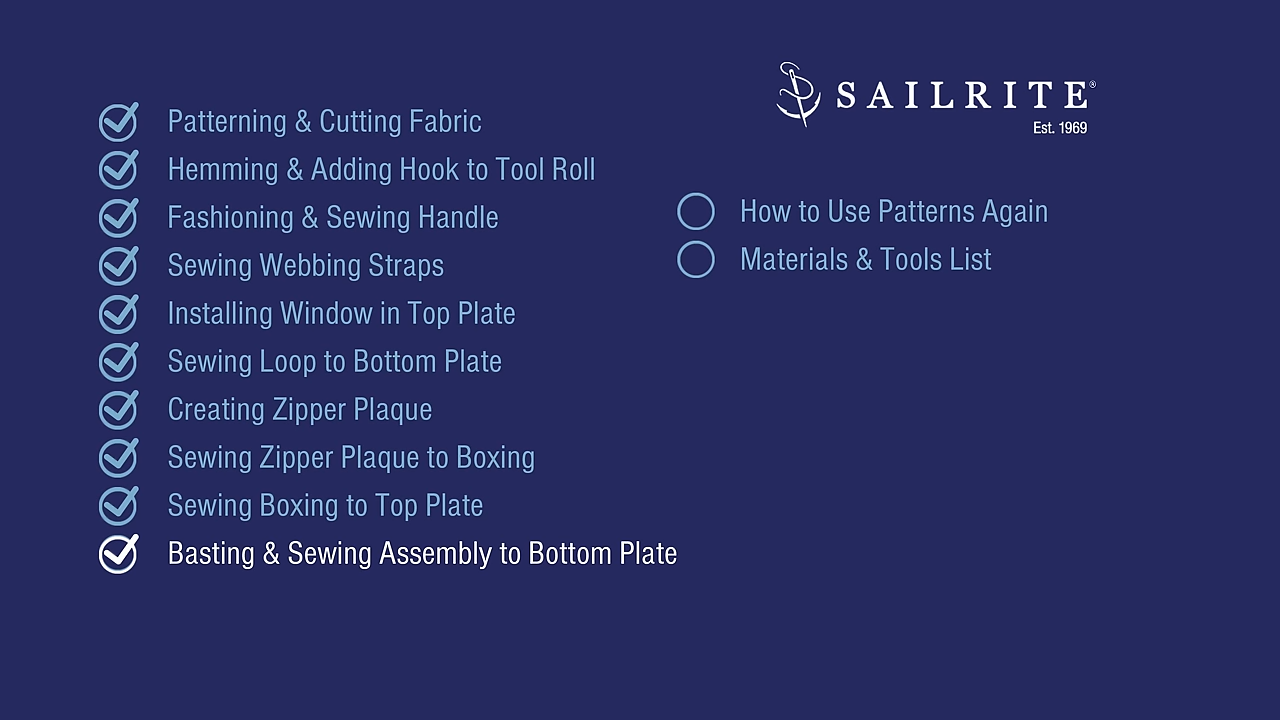 Patterning & Cutting Fabric
Hemming & Adding Hook to Tool Roll
Fashioning & Sewing Handle
Sewing Webbing Straps
Installing Window in Top Plate
Sewing Loop to Bottom Plate
Creating Zipper Plaque
Sewing Zipper Plaque to Boxing
Sewing Boxing to Top Plate
Basting & Sewing Assembly to Bottom Plate
SAILRITE®
Est. 1969
How to Use Patterns Again
Materials & Tools List